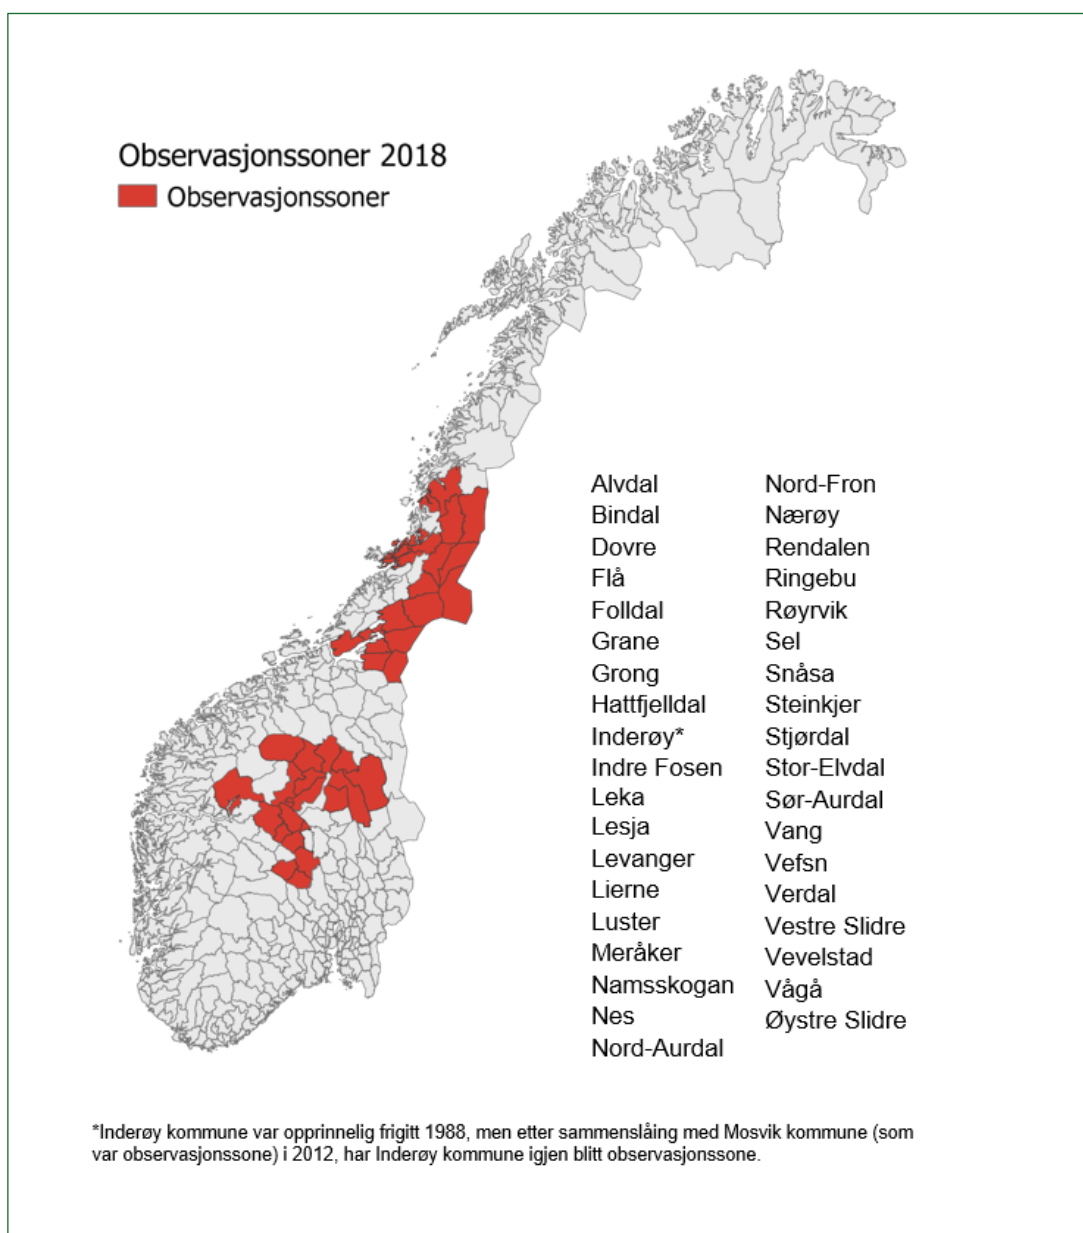 Observasjonssoner 2018
Observasjonssoner
Alvdal
Bindal
Dovre
Flå
Folldal
Grane
Grong
Hattfjelldal
Inderøy*
Indre Fosen
Leka
Lesja
Levanger
Lierne
Luster
Meråker
Namsskogan
Nes
Nord-Aurdal
Nord-Fron
Nærøy
Rendalen
Ringebu
Røyrvik
Sel
Snåsa
Steinkjer
Stjørdal
Stor-Elvdal
Sør-Aurdal
Vang
Vefsn
Verdal
Vestre Slidre
Vevelstad
Vågå
Øystre Slidre
*Inderøy kommune var opprinnelig frigitt 1988, men etter sammenslåing med Mosvik kommune (som
var observasjonssone) i 2012, har Inderøy kommune igjen blitt observasjonssone.